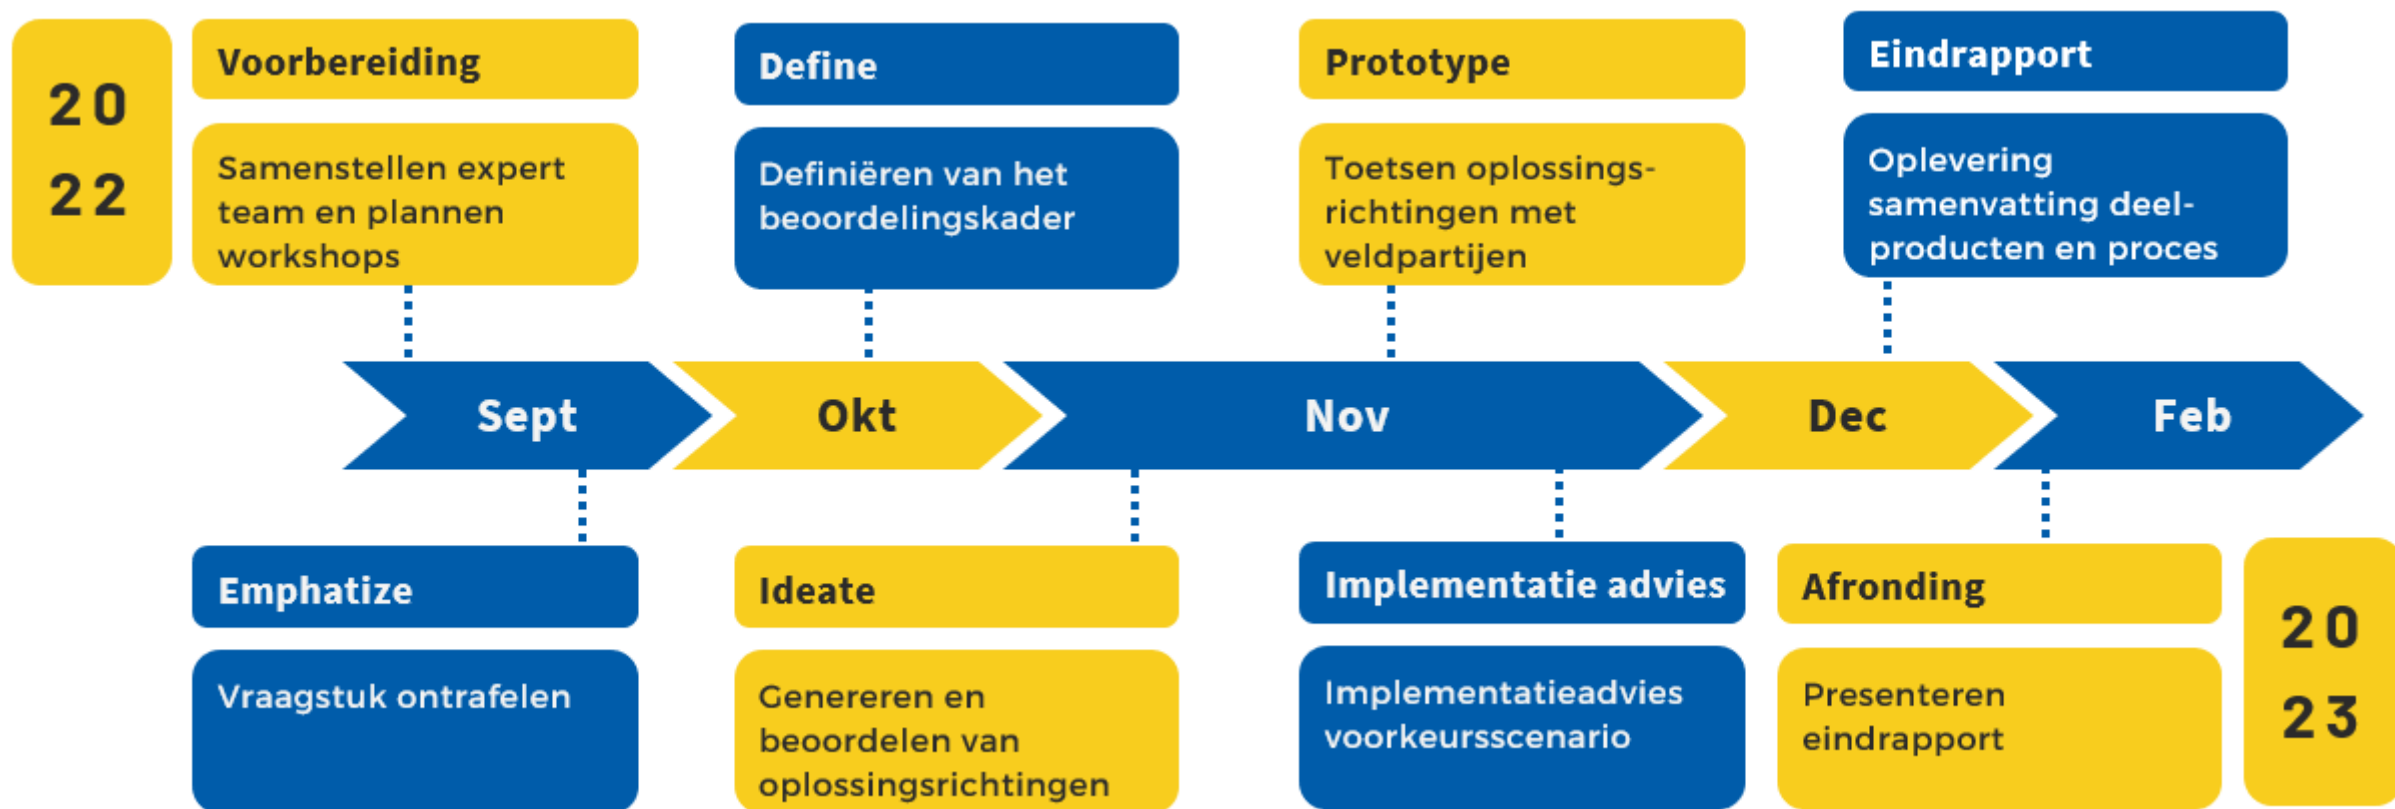 20
22
Voorbereiding
Samenstellen expert
team en plannen
workshops
Define
Definiëren van het
beoordelingskader
Prototype
Toetsen oplossings-
richtingen met
veldpartijen
Eindrapport
Oplevering
samenvatting deel-
producten en proces
Sept
Okt
Nov
Dec
Feb
Emphatize
Vraagstuk ontrafelen
Ideate
Genereren en
beoordelen van
oplossingsrichtingen
Implementatie advies
Implementatieadvies
voorkeursscenario
Afronding
Presenteren
eindrapport
20
23